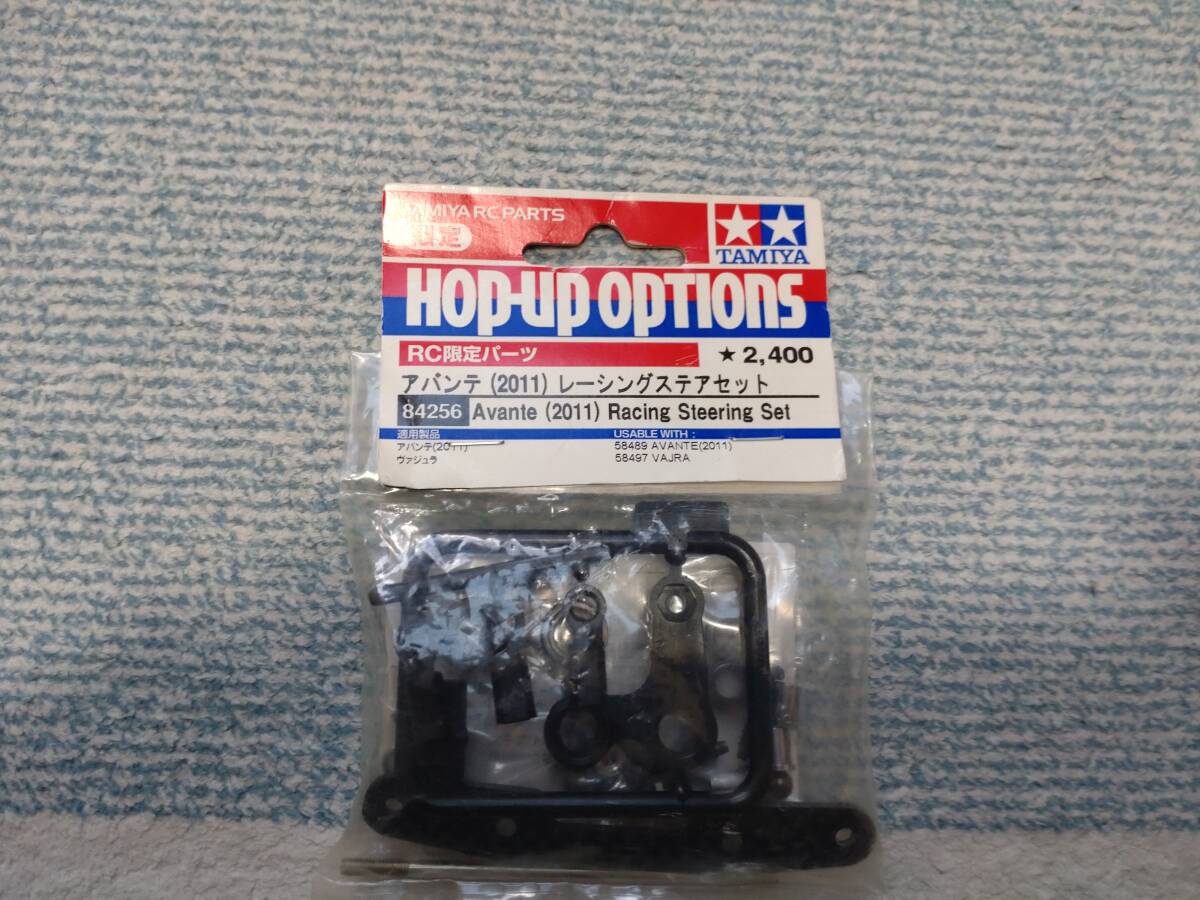 TAMIYA RC PARTS
限定
TAMIYA
HOP-UP OPTIONS
RC限定パーツ
★ 2,400
アバンテ (2011) レーシングステアセット
84256 Avante (2011) Racing Steering Set
適用製品
アバンテ(2011)
ヴァジュラ
USABLE WITH :
58489 AVANTE(2011)
58497 VAJRA